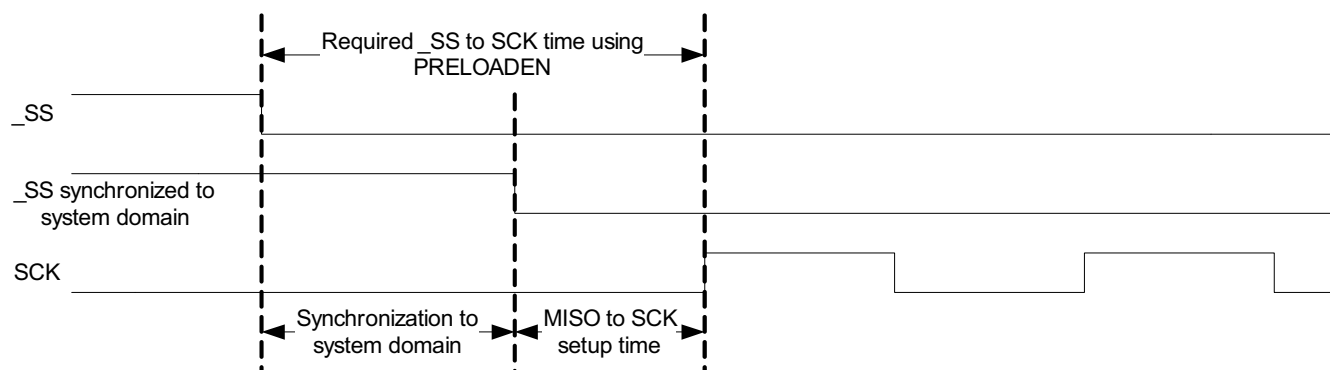 Required _SS to SCK time using
PRELOADEN
_SS
_SS synchronized to
system domain
SCK
Synchronization to
system domain
MISO to SCK
setup time